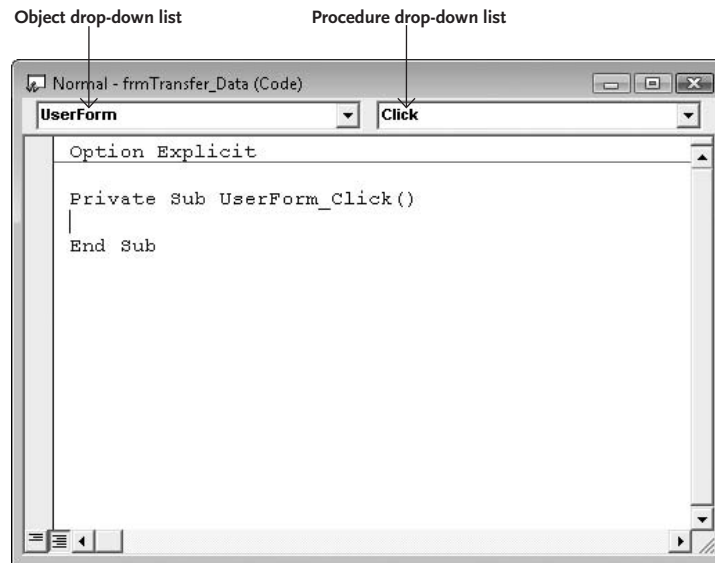 Object drop-down list Procedure drop-down list
Normal - frmTransfer_Data (Code)
UserForm Click
Option Explicit
Private Sub UserForm_Click()
End Sub